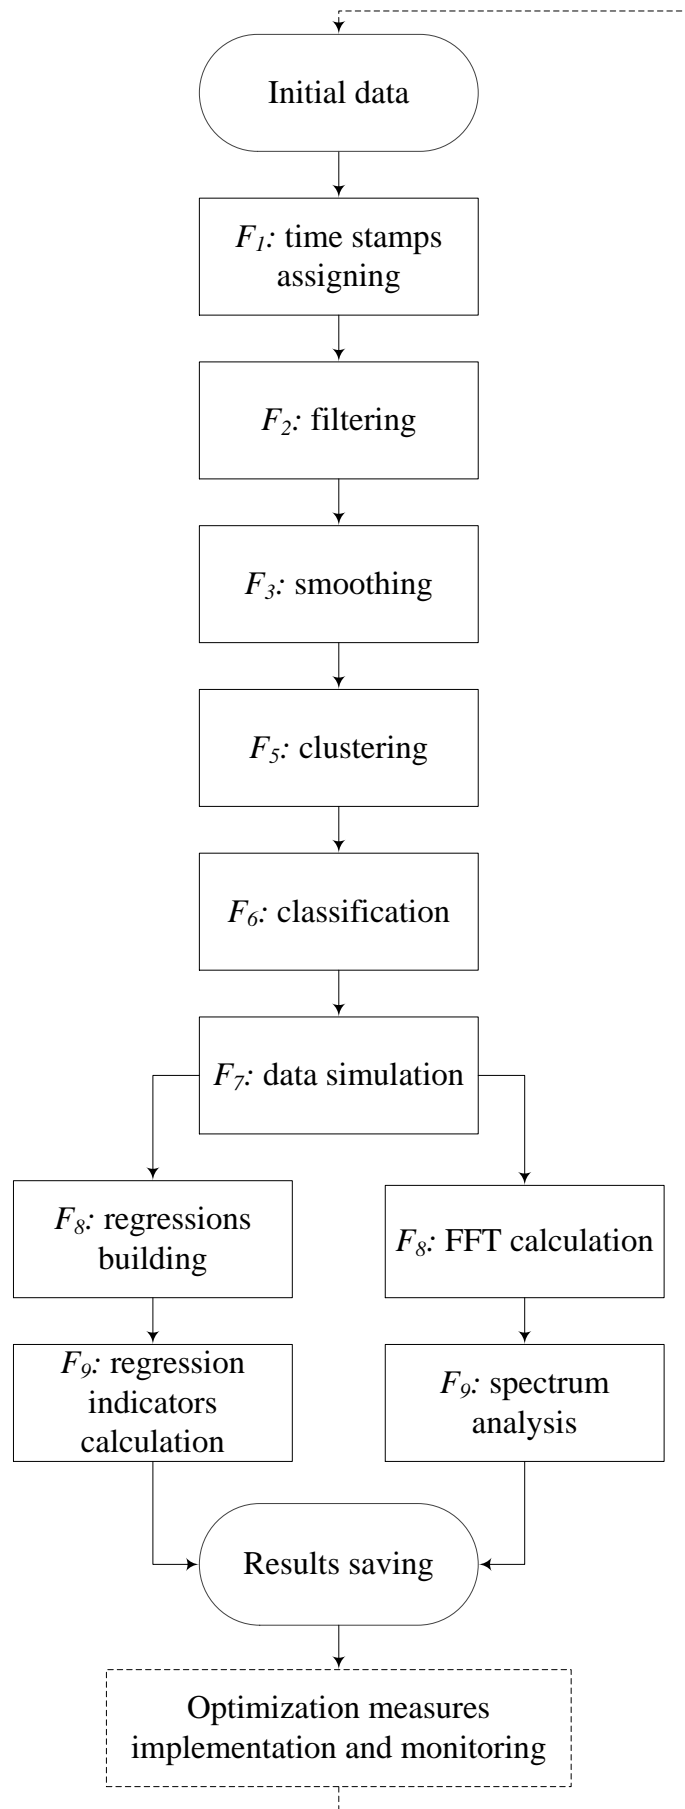 Initial data
F1: time stamps
assigning
F2: filtering
F3: smoothing
F5: clustering
F6: classification
F7: data simulation
F8: regressions
building
F8: FFT calculation
F9: regression
indicators
calculation
F9: spectrum
analysis
Results saving
Optimization measures
implementation and monitoring